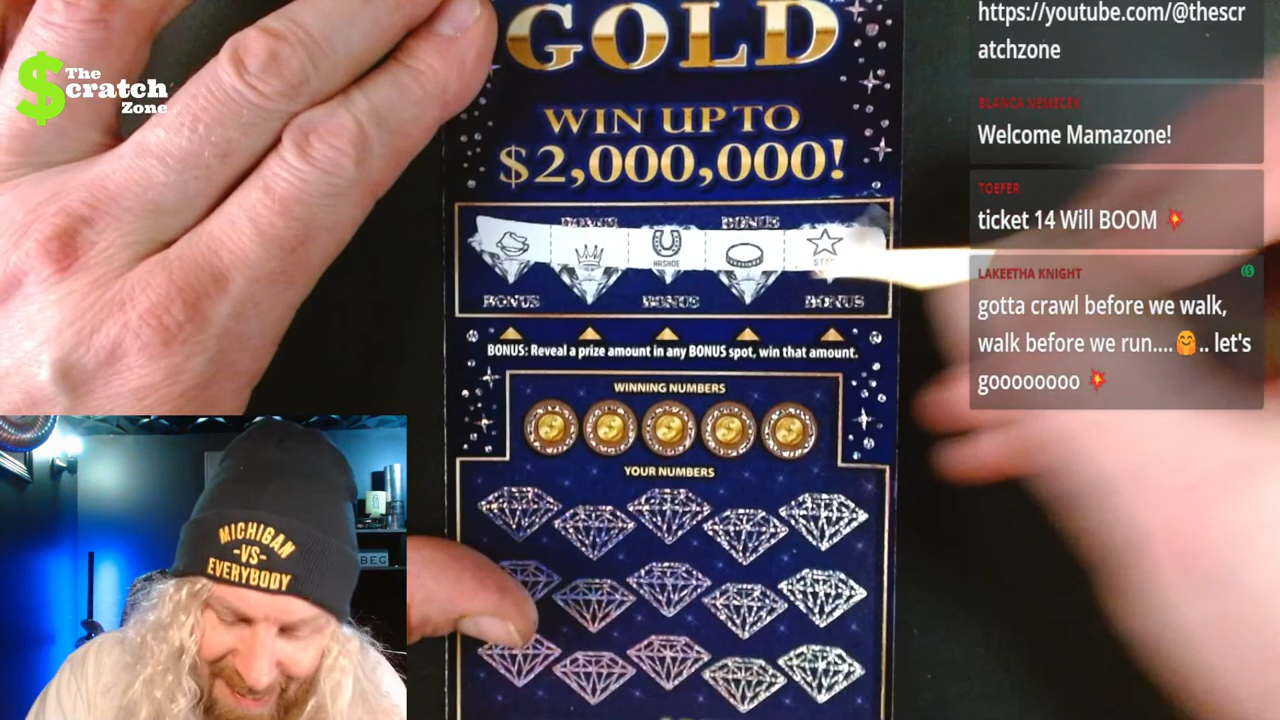 The
$cratch
Zone
GOLD
WIN UP TO
$2,000,000!
BONUS BONUS
HRSHOE
BONUS BONUS BONUS
BONUS: Reveal a prize amount in any BONUS spot, win that amount.
WINNING NUMBERS
$ $ $ $ $
YOUR NUMBERS
MICHIGAN
-VS-
EVERYBODY
BEG
https://youtube.com/@thescr
atchzone
BLANCA NEMECEK
Welcome Mamazone!
TOEFER
ticket 14 Will BOOM 💥
LAKEETHA KNIGHT
gotta crawl before we walk,
walk before we run....🤗.. let's
goooooooo 💥